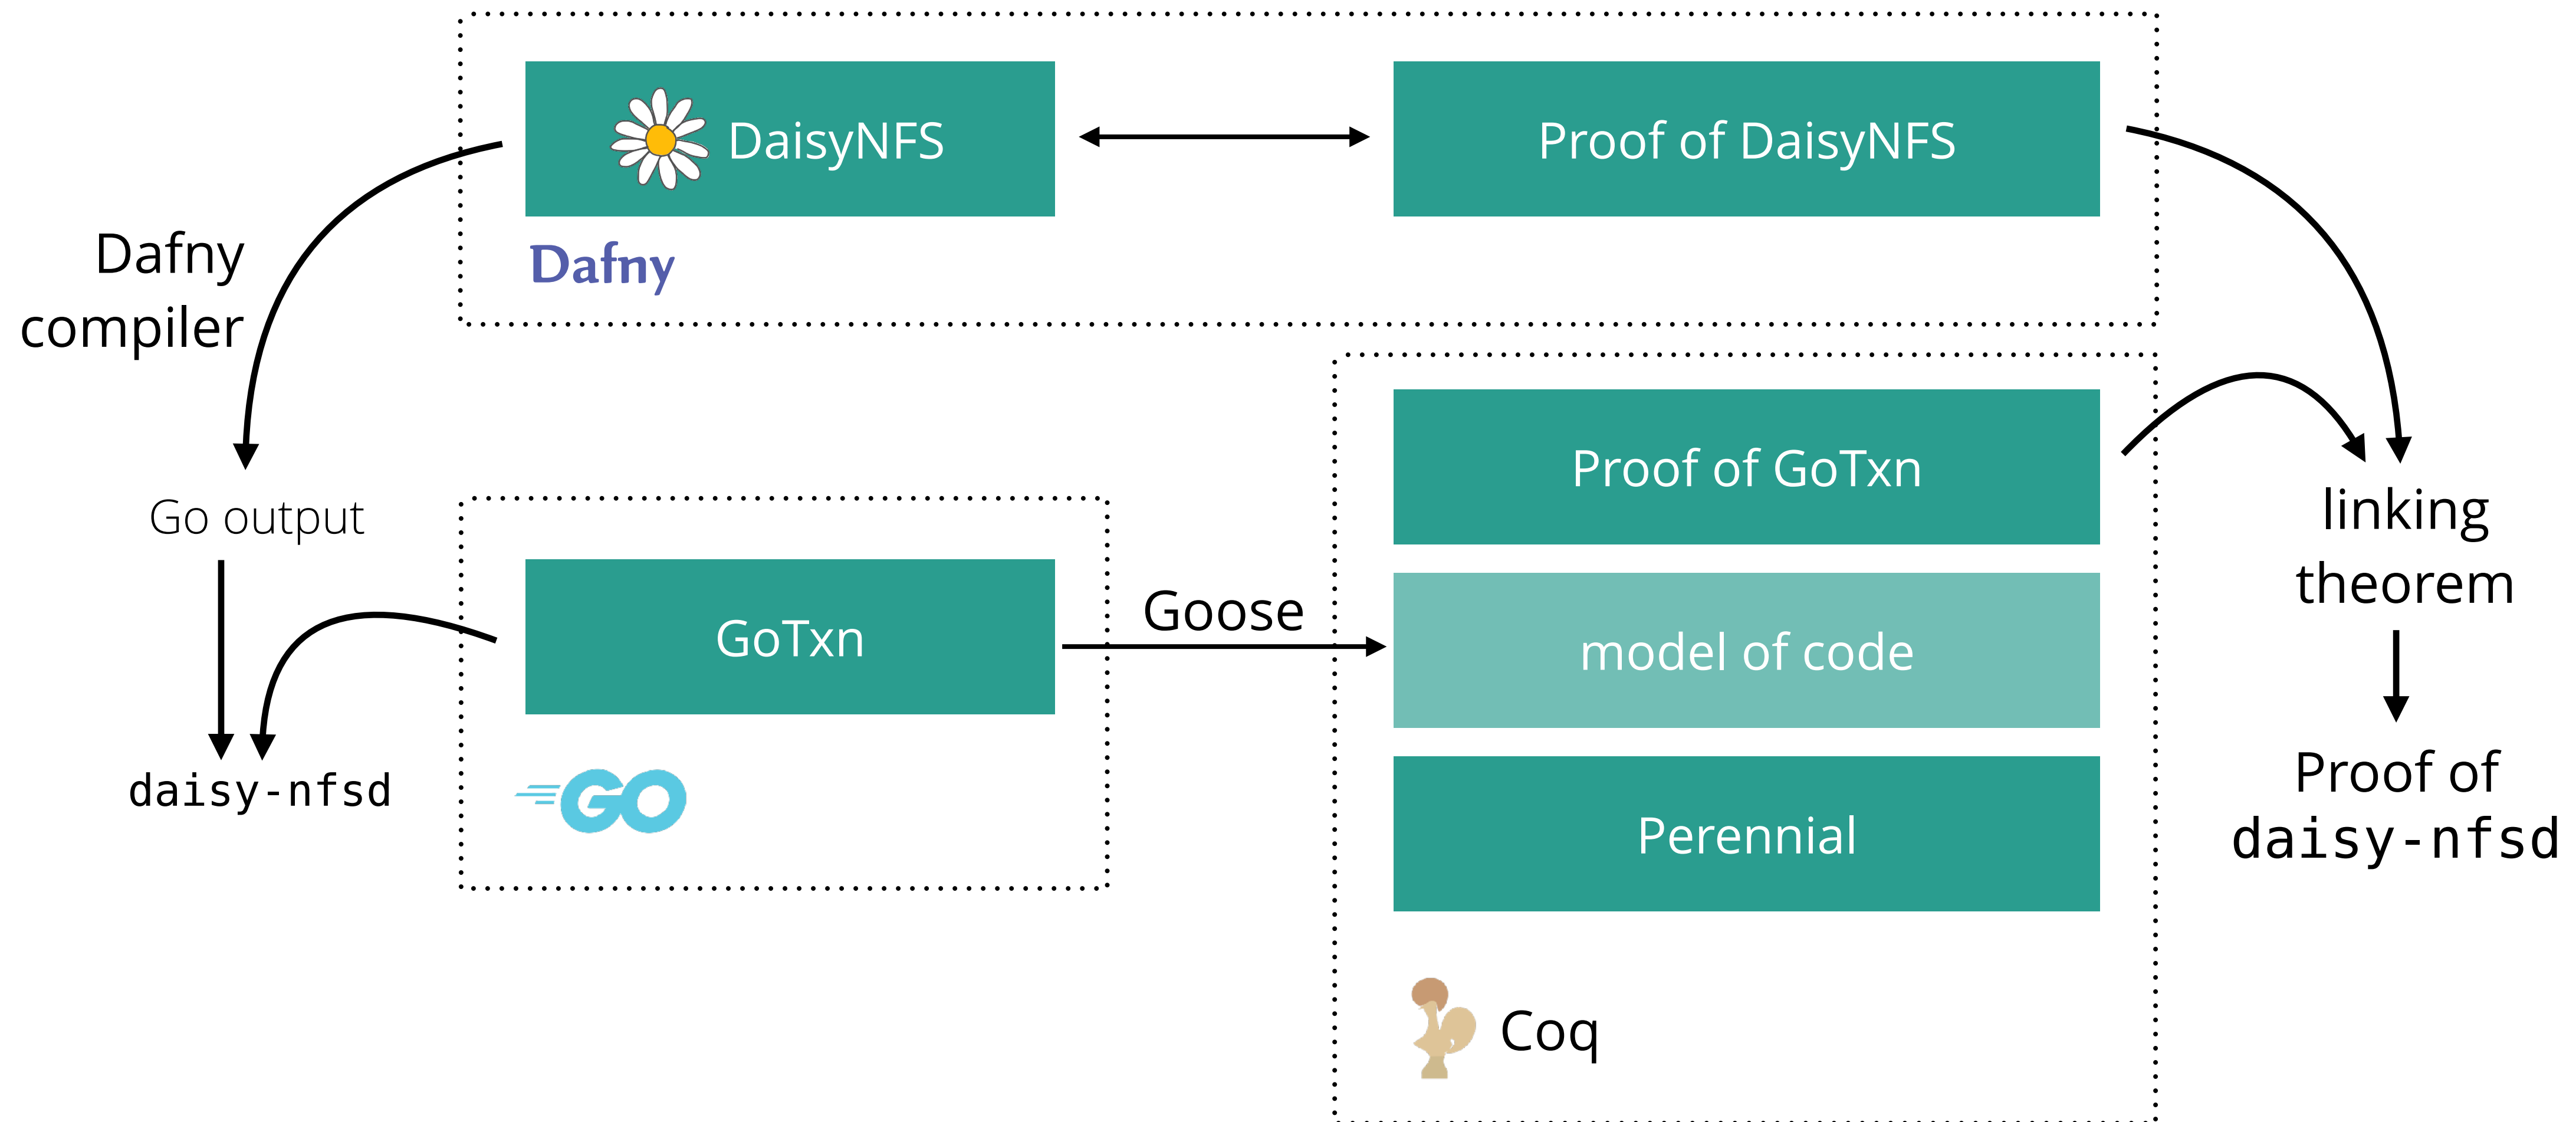 DaisyNFS
Proof of DaisyNFS
Dafny
Dafny
compiler
Proof of GoTxn
linking
theorem
Go output
GoTxn
Goose
model of code
daisy-nfsd
GO
Perennial
Proof of
daisy-nfsd
Coq